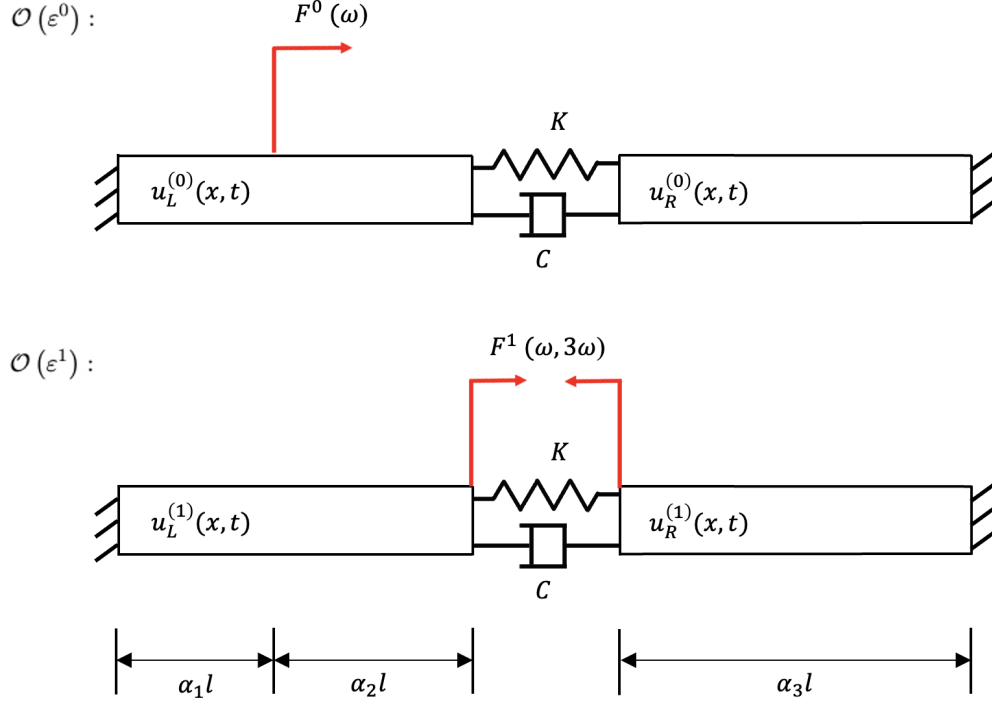 𝒪(ε⁰) :
F⁰ (ω)
K
u_L^(0)(x, t)
u_R^(0)(x, t)
C
𝒪(ε¹) :
F¹ (ω, 3ω)
K
u_L^(1)(x, t)
u_R^(1)(x, t)
C
α₁l
α₂l
α₃l